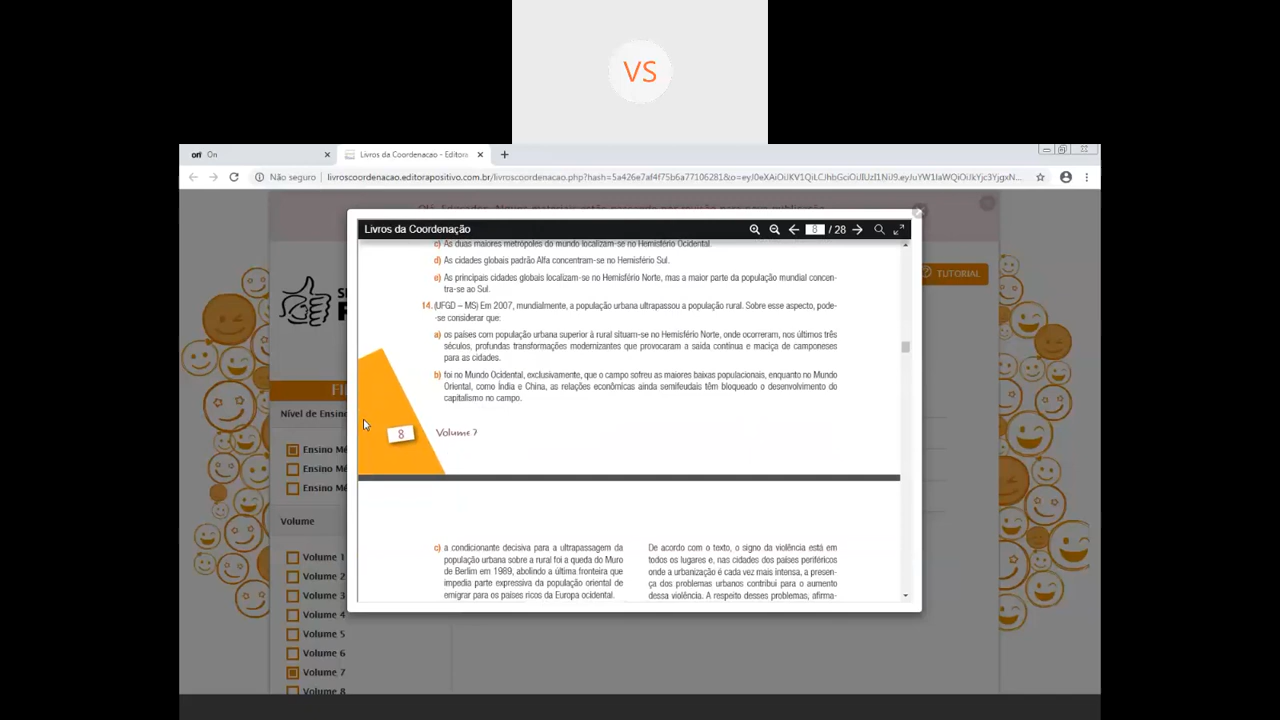 VS
On
Livros da Coordenacao - Editora
Não seguro
Livros da Coordenação
8 / 28
TUTORIAL
c) As duas maiores metrópoles do mundo localizam-se no Hemisfério Ocidental.
d) As cidades globais padrão Alfa concentram-se no Hemisfério Sul.
e) As principais cidades globais localizam-se no Hemisfério Norte, mas a maior parte da população mundial concen-
tra-se ao Sul.
14. (UFGD – MS) Em 2007, mundialmente, a população urbana ultrapassou a população rural. Sobre esse aspecto, pode-
-se considerar que:
a) os países com população urbana superior à rural situam-se no Hemisfério Norte, onde ocorreram, nos últimos três
séculos, profundas transformações modernizantes que provocaram a saída contínua e maciça de camponeses
para as cidades.
b) foi no Mundo Ocidental, exclusivamente, que o campo sofreu as maiores baixas populacionais, enquanto no Mundo
Oriental, como Índia e China, as relações econômicas ainda semifeudais têm bloqueado o desenvolvimento do
capitalismo no campo.
8 Volume 7
c) a condicionante decisiva para a ultrapassagem da
população urbana sobre a rural foi a queda do Muro
de Berlim em 1989, abolindo a última fronteira que
impedia parte expressiva da população oriental de
emigrar para os países ricos da Europa ocidental.
De acordo com o texto, o signo da violência está em
todos os lugares e, nas cidades dos países periféricos
onde a urbanização é cada vez mais intensa, a presen-
ça dos problemas urbanos contribui para o aumento
dessa violência. A respeito desses problemas, afirma-
FI
Nível de Ensino
Ensino Mé
Ensino Mé
Ensino Mé
Volume
Volume 1
Volume 2
Volume 3
Volume 4
Volume 5
Volume 6
Volume 7
Volume 8